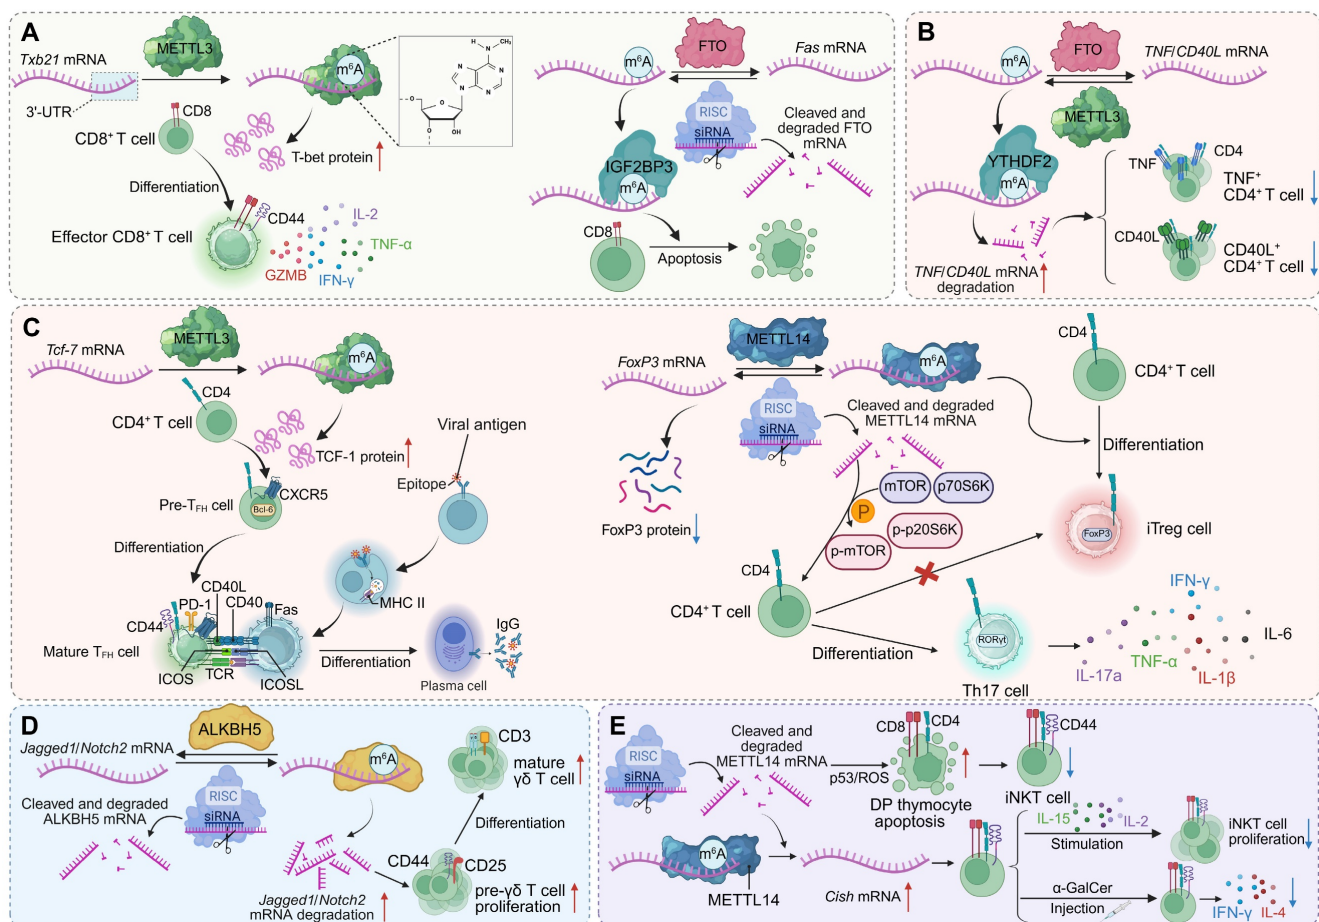 A
Txb21 mRNA
METTL3
m⁶A
3'-UTR
CD8
CD8⁺ T cell
T-bet protein
Differentiation
CD44
Effector CD8⁺ T cell
IL-2
TNF-α
IFN-γ
GZMB
H
N
CH₃
N
N
N
N
O
O
O
OH
m⁶A
FTO
Fas mRNA
RISC
siRNA
Cleaved and
degraded FTO
mRNA
IGF2BP3
m⁶A
CD8
Apoptosis
B
m⁶A
FTO
TNF/CD40L mRNA
METTL3
YTHDF2
m⁶A
TNF/CD40L mRNA
degradation
TNF
CD4
TNF⁺
CD4⁺ T cell
CD40L
CD40L⁺
CD4⁺ T cell
C
Tcf-7 mRNA
METTL3
m⁶A
CD4
CD4⁺ T cell
TCF-1 protein
CXCR5
Bcl-6
Pre-TFH cell
Differentiation
Viral antigen
Epitope
MHC II
CD40L
PD-1
CD40
Fas
CD44
Mature TFH cell
ICOS
TCR
ICOSL
Differentiation
Plasma cell
IgG
FoxP3 mRNA
METTL14
m⁶A
RISC
siRNA
Cleaved and degraded
METTL14 mRNA
FoxP3 protein
mTOR
p70S6K
P
p-mTOR
p-p20S6K
CD4
CD4⁺ T cell
Differentiation
FoxP3
iTreg cell
CD4
CD4⁺ T cell
Differentiation
RORγt
Th17 cell
IFN-γ
IL-17a
TNF-α
IL-1β
IL-6
D
Jagged1/Notch2 mRNA
ALKBH5
m⁶A
RISC
siRNA
Cleaved and degraded
ALKBH5 mRNA
Jagged1/Notch2
mRNA degradation
CD3
mature
γδ T cell
Differentiation
CD44
CD25
pre-γδ T cell
proliferation
E
RISC
siRNA
Cleaved and
degraded
METTL14 mRNA
p53/ROS
CD8
CD4
DP thymocyte
apoptosis
CD44
iNKT cell
m⁶A
METTL14
Cish mRNA
IL-15
IL-2
Stimulation
iNKT cell
proliferation
α-GalCer
Injection
IFN-γ
IL-4